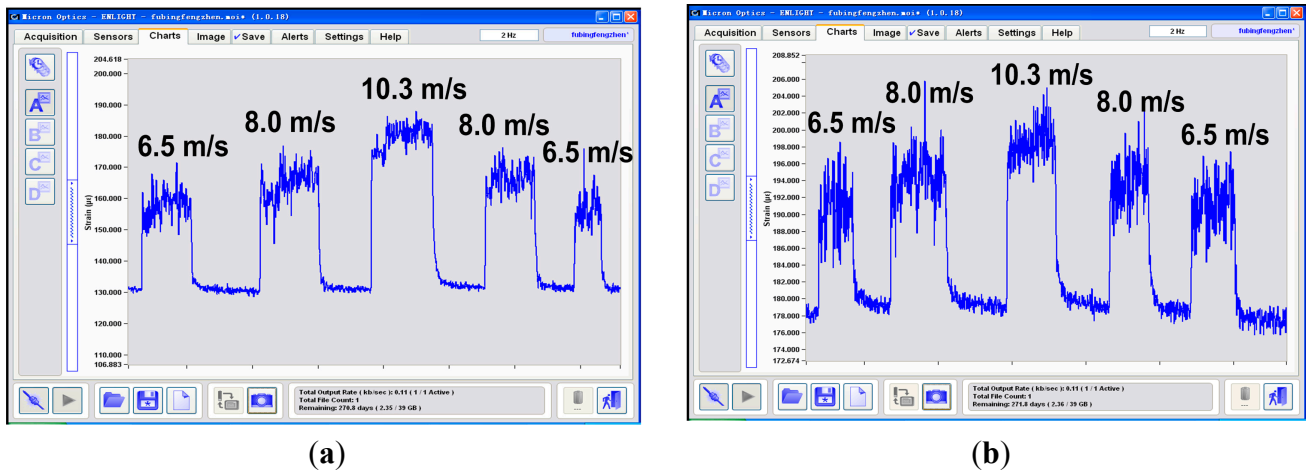 Micron Optics - ENLIGHT - fubingfengzhen.moi* (1.0.18)
Acquisition Sensors Charts Image ✓Save Alerts Settings Help 2 Hz fubingfengzhen'
204.618
200.000
190.000
180.000
170.000
160.000
150.000
140.000
130.000
120.000
110.000
106.883
Strain (µε)
A
B
C
D
6.5 m/s
8.0 m/s
10.3 m/s
8.0 m/s
6.5 m/s
Total Output Rate ( kb/sec ): 0.11 ( 1 / 1 Active )
Total File Count: 1
Remaining: 270.8 days ( 2.35 / 39 GB )
(a)
Micron Optics - ENLIGHT - fubingfengzhen.moi* (1.0.18)
Acquisition Sensors Charts Image ✓Save Alerts Settings Help 2 Hz fubingfengzhen'
208.852
206.000
204.000
202.000
200.000
198.000
196.000
194.000
192.000
190.000
188.000
186.000
184.000
182.000
180.000
178.000
176.000
174.000
172.674
Strain (µε)
A
B
C
D
6.5 m/s
8.0 m/s
10.3 m/s
8.0 m/s
6.5 m/s
Total Output Rate ( kb/sec ): 0.11 ( 1 / 1 Active )
Total File Count: 1
Remaining: 271.8 days ( 2.36 / 39 GB )
(b)